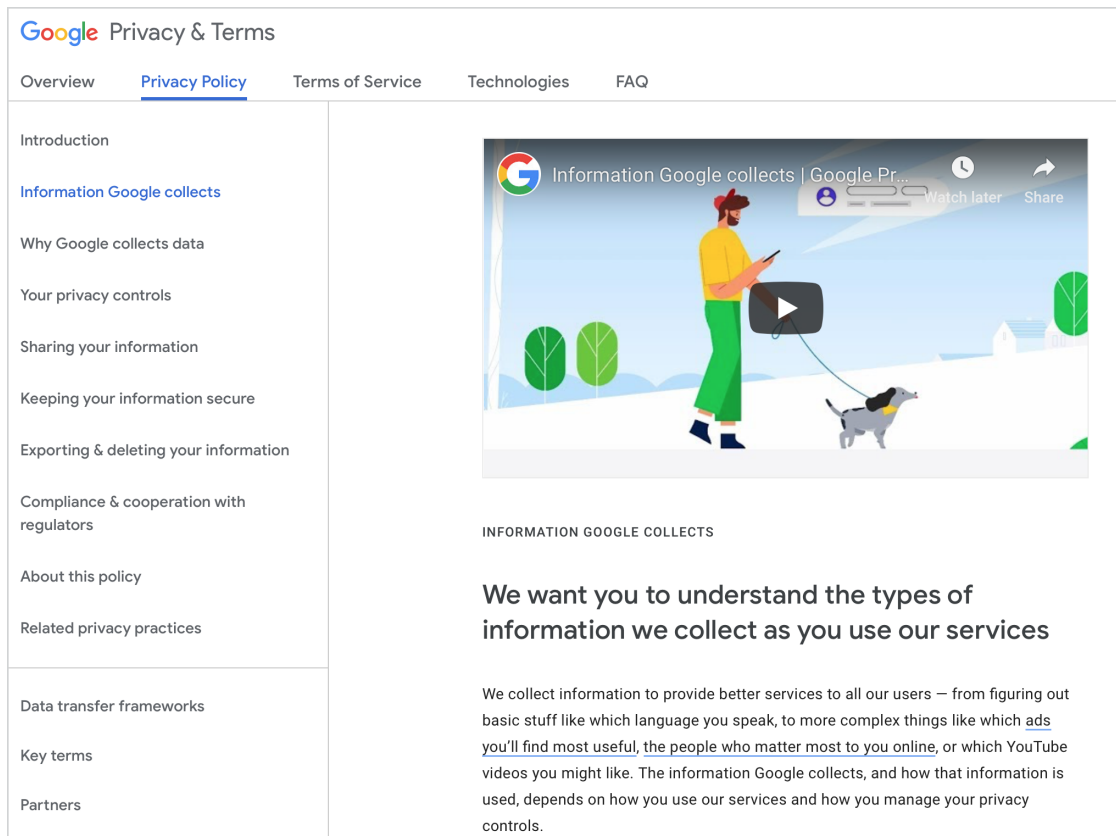 Google Privacy & Terms
Overview
Privacy Policy
Terms of Service
Technologies
FAQ
Introduction
Information Google collects
Why Google collects data
Your privacy controls
Sharing your information
Keeping your information secure
Exporting & deleting your information
Compliance & cooperation with
regulators
About this policy
Related privacy practices
Data transfer frameworks
Key terms
Partners
Information Google collects | Google Pr...
Watch later
Share
INFORMATION GOOGLE COLLECTS
We want you to understand the types of
information we collect as you use our services
We collect information to provide better services to all our users — from figuring out
basic stuff like which language you speak, to more complex things like which ads
you’ll find most useful, the people who matter most to you online, or which YouTube
videos you might like. The information Google collects, and how that information is
used, depends on how you use our services and how you manage your privacy
controls.